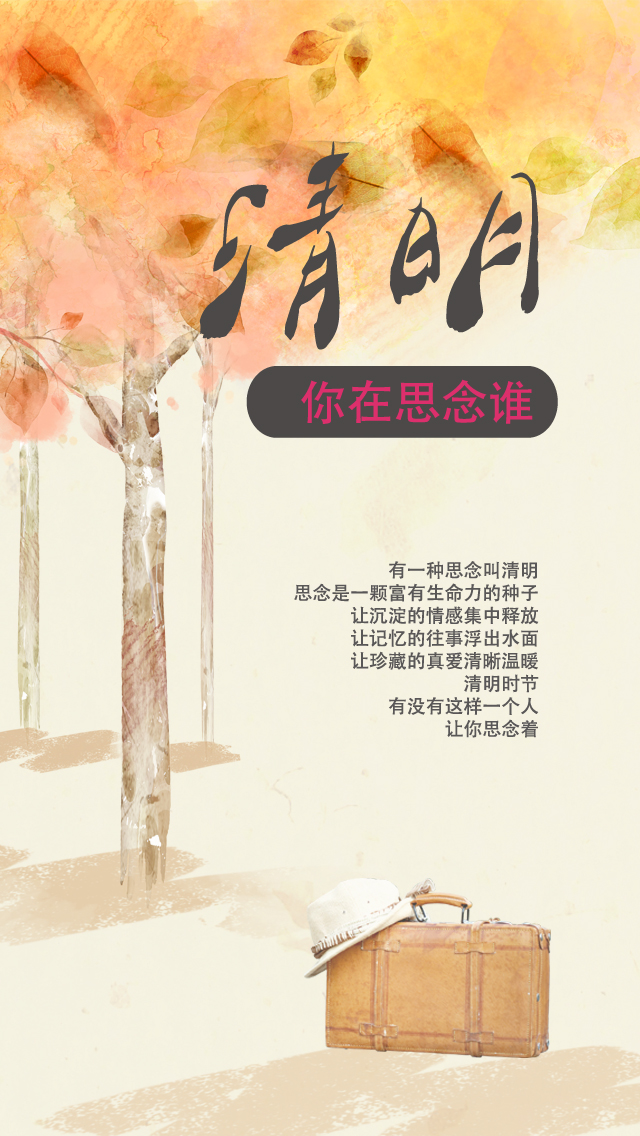 清明
你在思念谁
有一种思念叫清明
思念是一颗富有生命力的种子
让沉淀的情感集中释放
让记忆的往事浮出水面
让珍藏的真爱清晰温暖
清明时节
有没有这样一个人
让你思念着